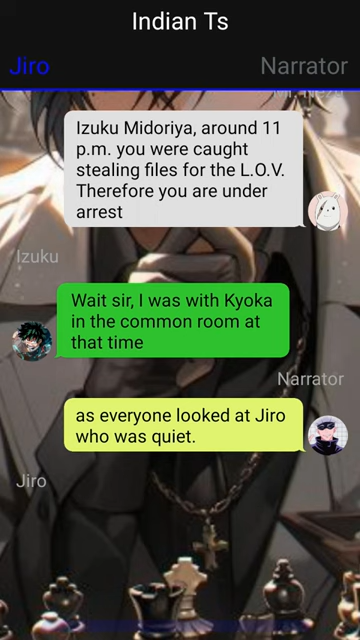 Indian Ts
Jiro
Narrator
Mr. Nezu
Izuku Midoriya, around 11
p.m. you were caught
stealing files for the L.O.V.
Therefore you are under
arrest
Izuku
Wait sir, I was with Kyoka
in the common room at
that time
Narrator
as everyone looked at Jiro
who was quiet.
Jiro